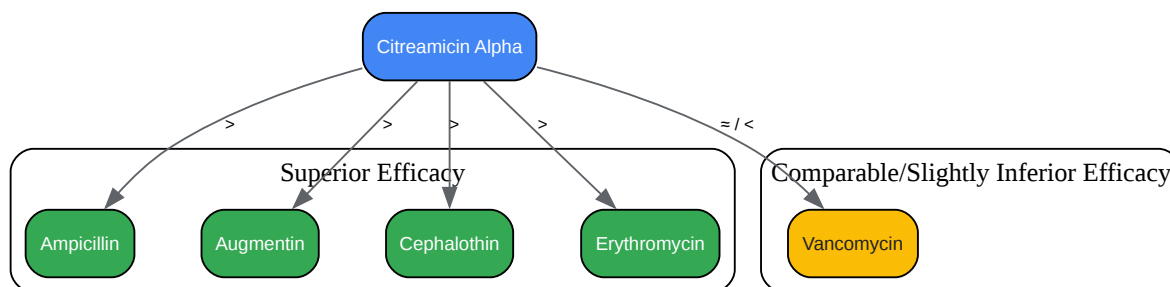 Citreamicin Alpha
>
>
>
>
≈ / <
Superior Efficacy
Comparable/Slightly Inferior Efficacy
Ampicillin
Augmentin
Cephalothin
Erythromycin
Vancomycin